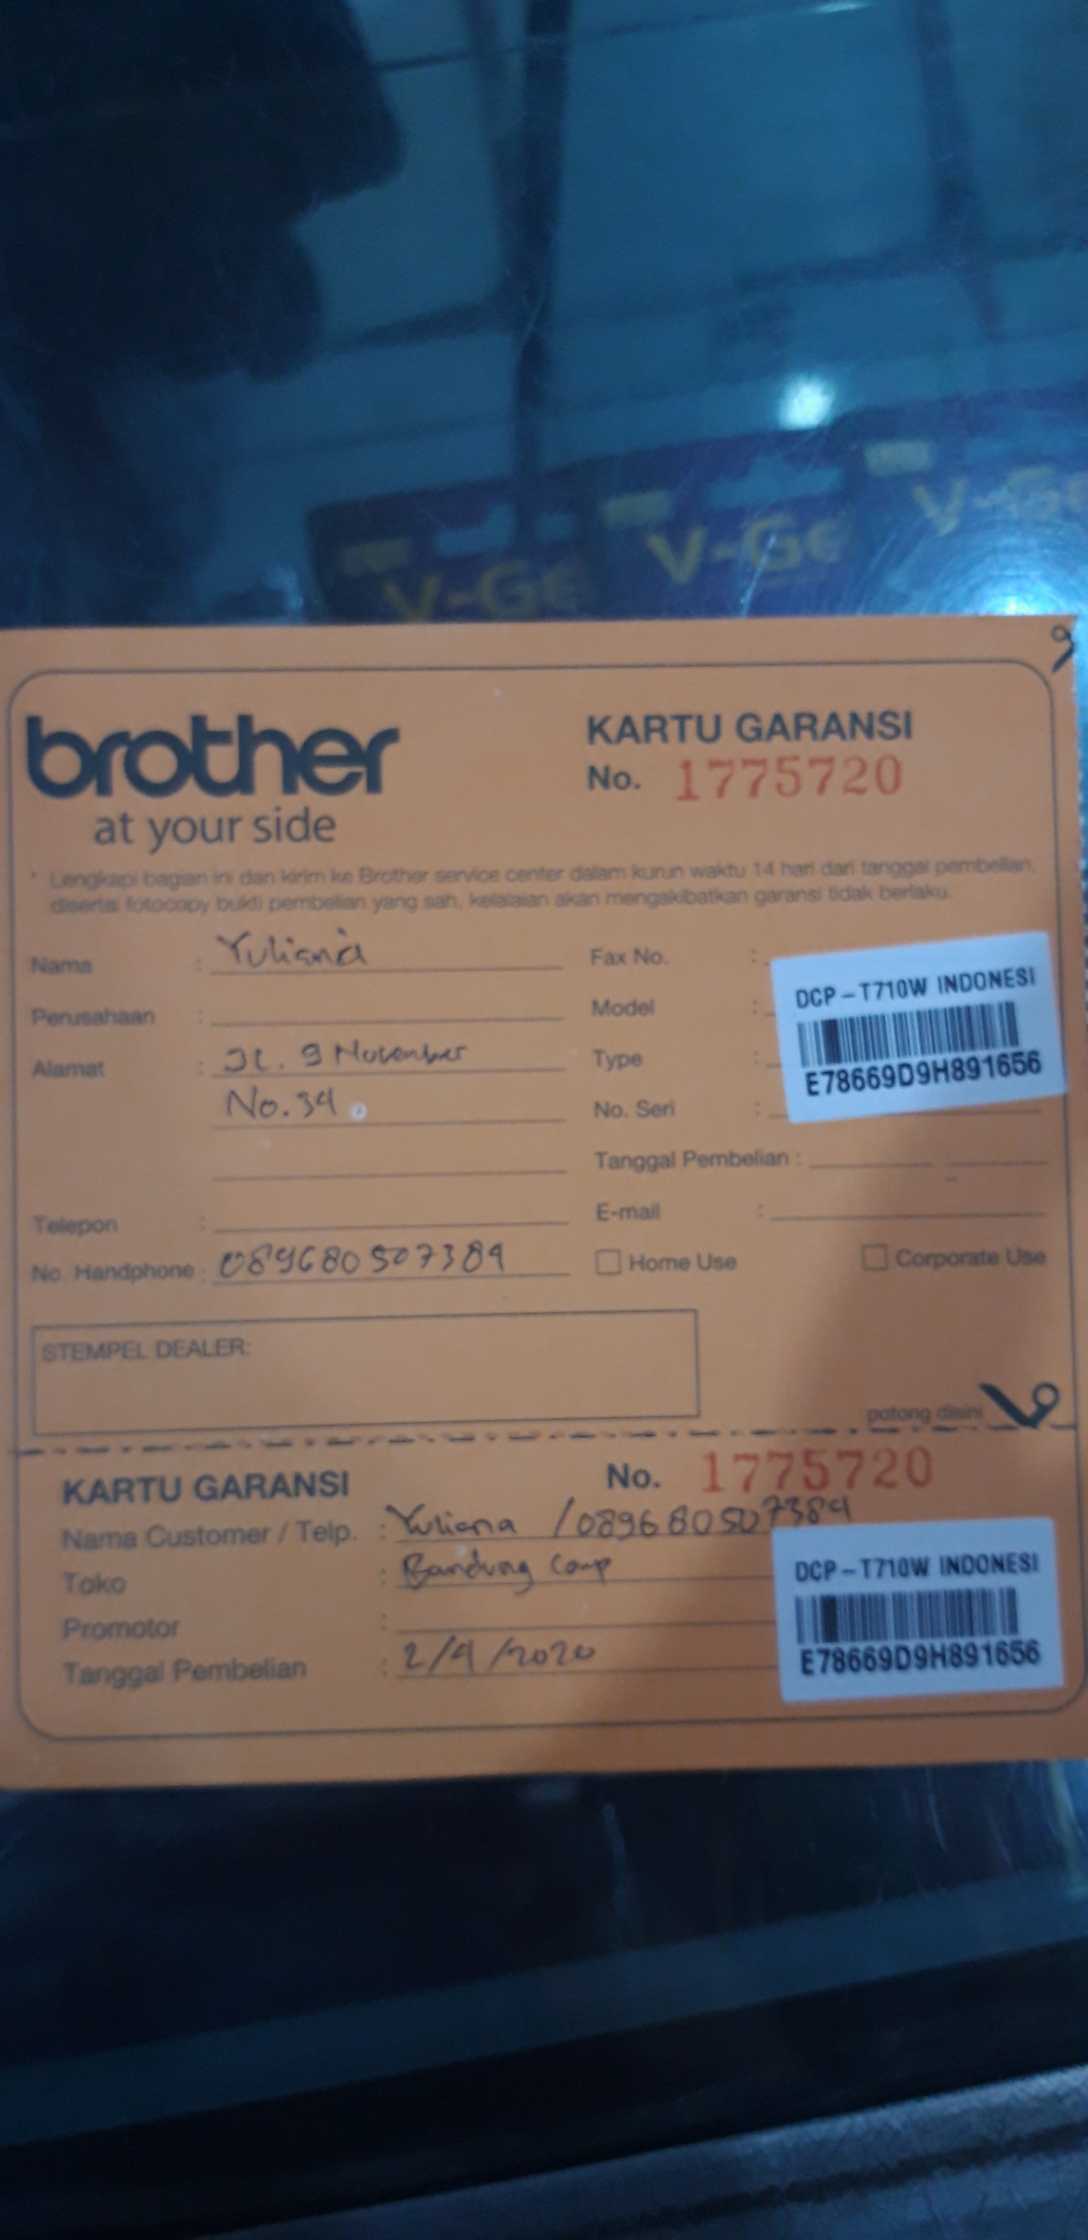 V-Ge
V-Ge
V-Ge
brother
at your side
KARTU GARANSI
No. 1775720
* Lengkapi bagian ini dan kirim ke Brother service center dalam kurun waktu 14 hari dari tanggal pembelian,
disertai fotocopy bukti pembelian yang sah, kelalaian akan mengakibatkan garansi tidak berlaku.
Nama : Yuliana
Perusahaan :
Alamat : JL. 9 November
No. 34
Telepon :
No. Handphone : 089680507384
Fax No. :
Model :
Type :
No. Seri :
DCP-T710W INDONESI
E78669D9H891656
Tanggal Pembelian :
E-mail :
Home Use Corporate Use
STEMPEL DEALER:
potong disini
KARTU GARANSI No. 1775720
Nama Customer / Telp. : Yuliana / 089680507384
Toko : Bandung Comp
Promotor :
Tanggal Pembelian : 2/4/2020
DCP-T710W INDONESI
E78669D9H891656